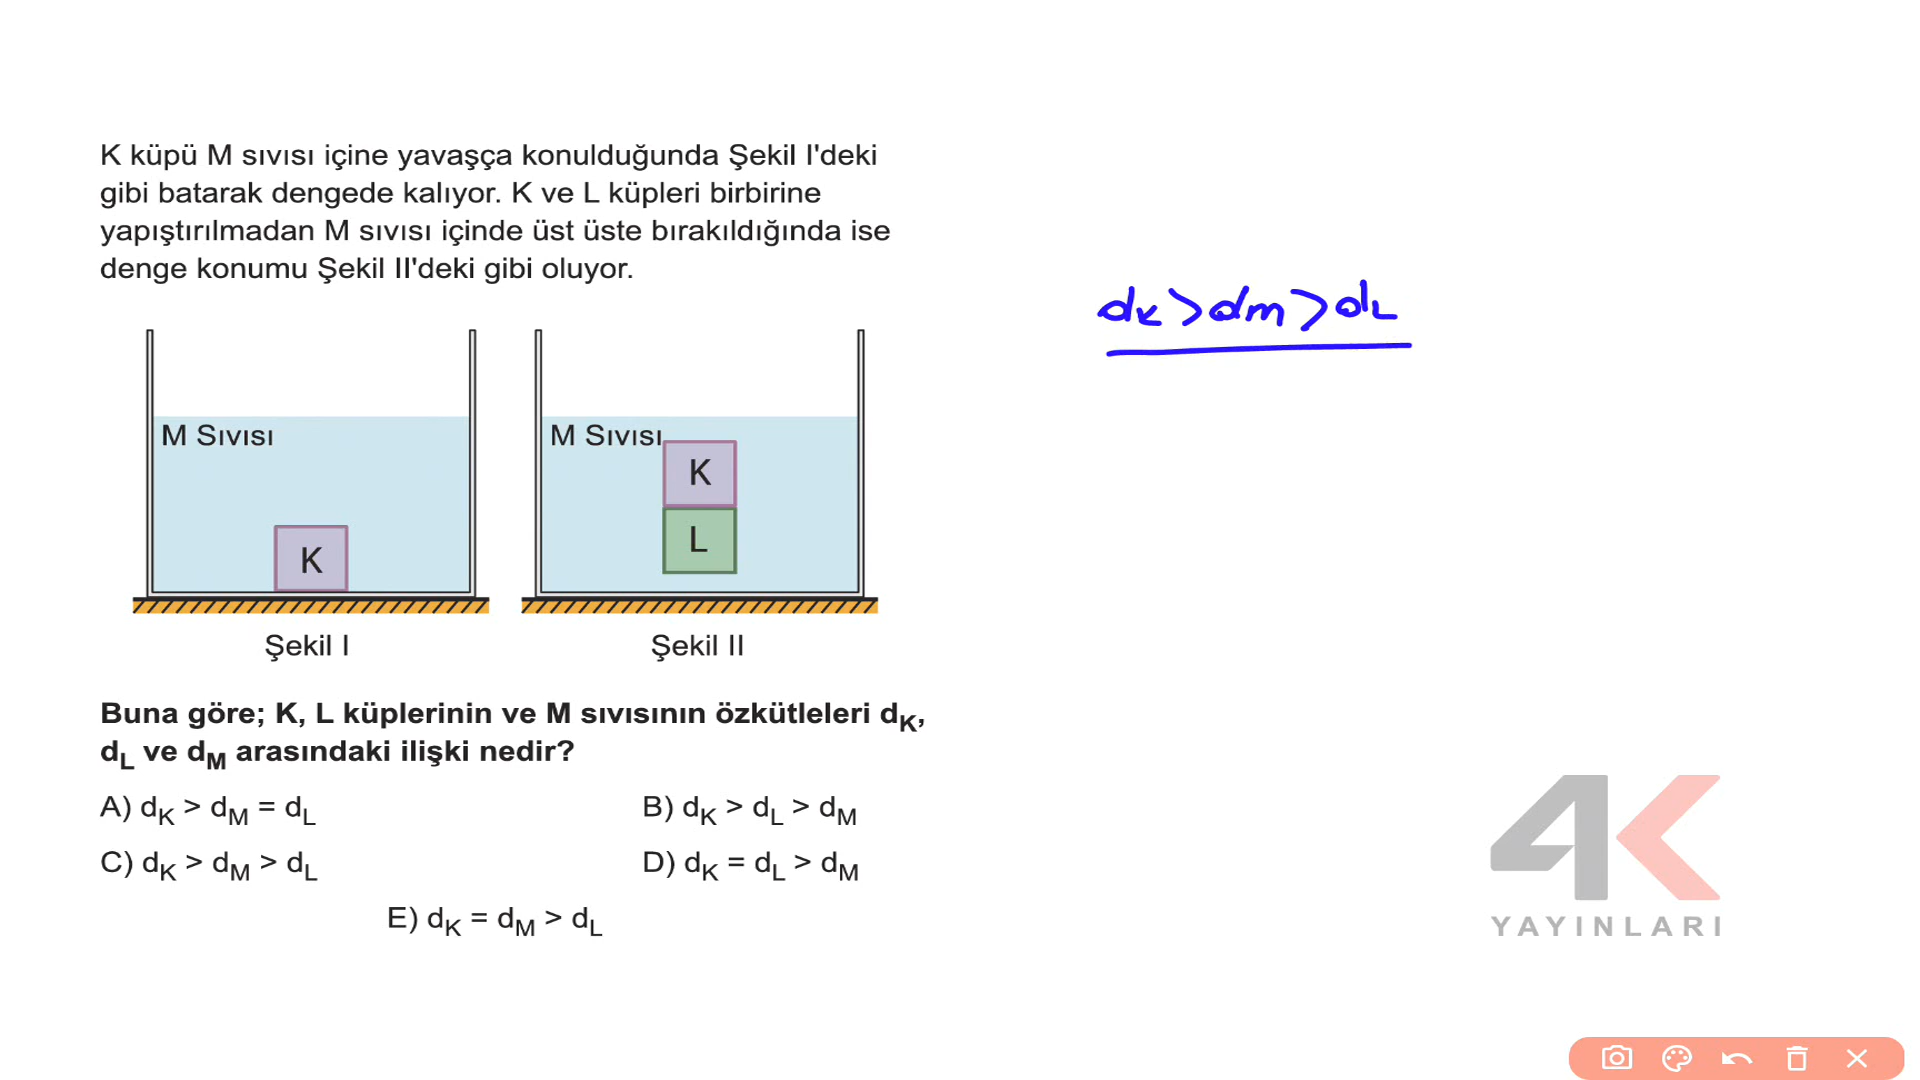 K küpü M sıvısı içine yavaşça konulduğunda Şekil I'deki
gibi batarak dengede kalıyor. K ve L küpleri birbirine
yapıştırılmadan M sıvısı içinde üst üste bırakıldığında ise
denge konumu Şekil II'deki gibi oluyor.
dK > dM > dL
M Sıvısı
K
M Sıvısı
K
L
Şekil I
Şekil II
Buna göre; K, L küplerinin ve M sıvısının özkütleleri dK,
dL ve dM arasındaki ilişki nedir?
A) dK > dM = dL
B) dK > dL > dM
C) dK > dM > dL
D) dK = dL > dM
E) dK = dM > dL
4K
YAYINLARI